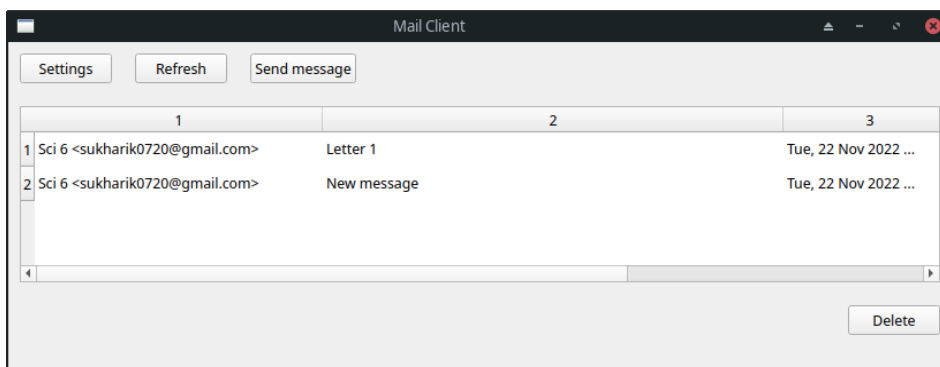 Mail Client
Settings Refresh Send message
1 2 3
1 Sci 6 <sukharik0720@gmail.com> Letter 1 Tue, 22 Nov 2022 ...
2 Sci 6 <sukharik0720@gmail.com> New message Tue, 22 Nov 2022 ...
Delete